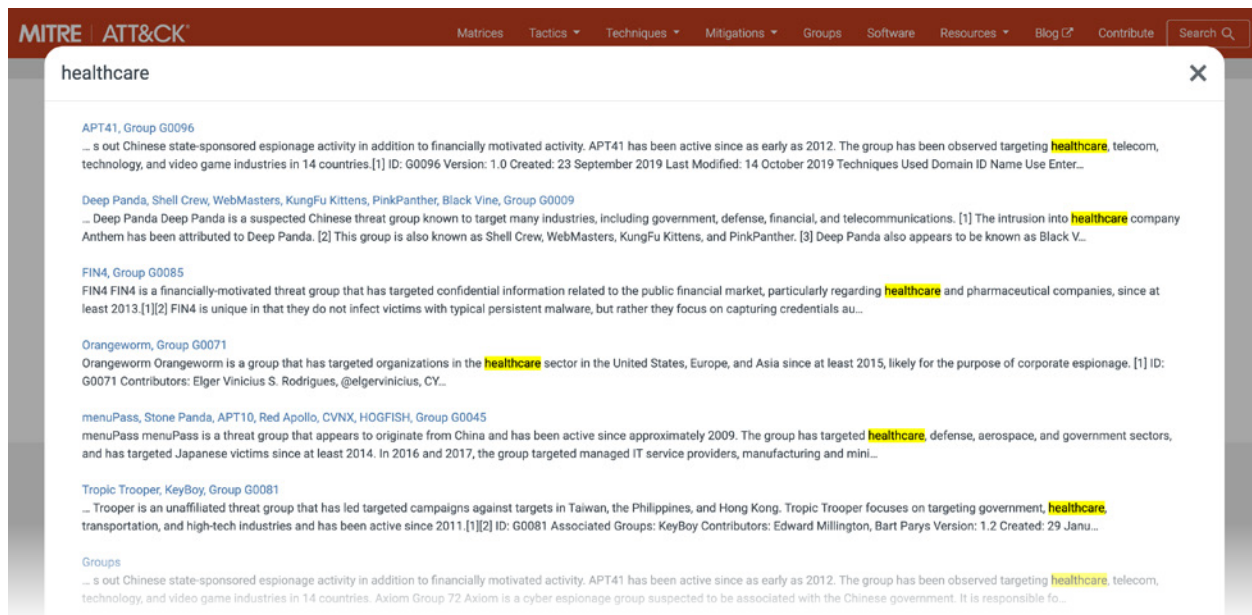 MITRE | ATT&CK®
Matrices Tactics Techniques Mitigations Groups Software Resources Blog Contribute Search
healthcare
APT41, Group G0096
... s out Chinese state-sponsored espionage activity in addition to financially motivated activity. APT41 has been active since as early as 2012. The group has been observed targeting healthcare, telecom,
technology, and video game industries in 14 countries.[1] ID: G0096 Version: 1.0 Created: 23 September 2019 Last Modified: 14 October 2019 Techniques Used Domain ID Name Use Enter...
Deep Panda, Shell Crew, WebMasters, KungFu Kittens, PinkPanther, Black Vine, Group G0009
... Deep Panda Deep Panda is a suspected Chinese threat group known to target many industries, including government, defense, financial, and telecommunications. [1] The intrusion into healthcare company
Anthem has been attributed to Deep Panda. [2] This group is also known as Shell Crew, WebMasters, KungFu Kittens, and PinkPanther. [3] Deep Panda also appears to be known as Black V...
FIN4, Group G0085
FIN4 FIN4 is a financially-motivated threat group that has targeted confidential information related to the public financial market, particularly regarding healthcare and pharmaceutical companies, since at
least 2013.[1][2] FIN4 is unique in that they do not infect victims with typical persistent malware, but rather they focus on capturing credentials au...
Orangeworm, Group G0071
Orangeworm Orangeworm is a group that has targeted organizations in the healthcare sector in the United States, Europe, and Asia since at least 2015, likely for the purpose of corporate espionage. [1] ID:
G0071 Contributors: Elger Vinicius S. Rodrigues, @elgervinicius, CY...
menuPass, Stone Panda, APT10, Red Apollo, CVNX, HOGFISH, Group G0045
menuPass menuPass is a threat group that appears to originate from China and has been active since approximately 2009. The group has targeted healthcare, defense, aerospace, and government sectors,
and has targeted Japanese victims since at least 2014. In 2016 and 2017, the group targeted managed IT service providers, manufacturing and mini...
Tropic Trooper, KeyBoy, Group G0081
... Trooper is an unaffiliated threat group that has led targeted campaigns against targets in Taiwan, the Philippines, and Hong Kong. Tropic Trooper focuses on targeting government, healthcare,
transportation, and high-tech industries and has been active since 2011.[1][2] ID: G0081 Associated Groups: KeyBoy Contributors: Edward Millington, Bart Parys Version: 1.2 Created: 29 Janu...
Groups
... s out Chinese state-sponsored espionage activity in addition to financially motivated activity. APT41 has been active since as early as 2012. The group has been observed targeting healthcare, telecom,
technology, and video game industries in 14 countries. Axiom Group 72 Axiom is a cyber espionage group suspected to be associated with the Chinese government. It is responsible fo...